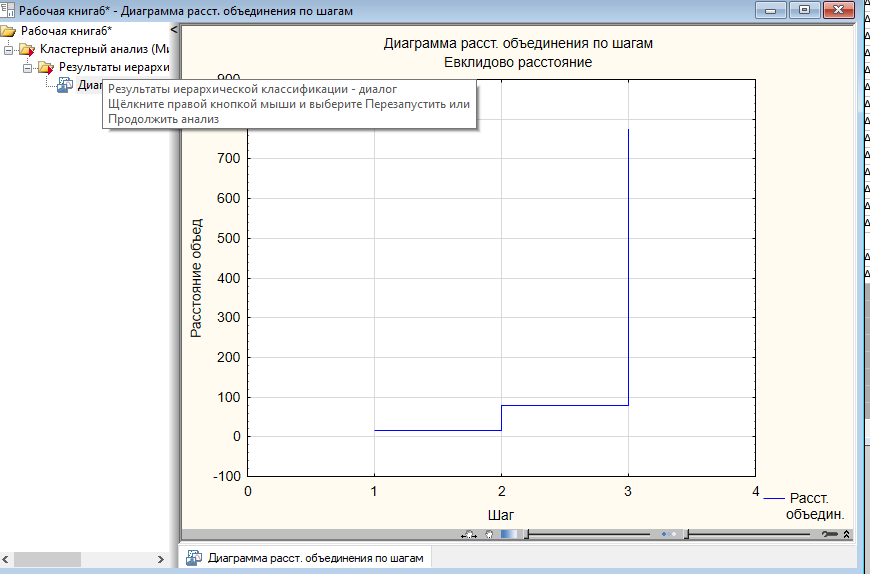 Рабочая книга6* - Диаграмма расст. объединения по шагам
Рабочая книга6*
Кластерный анализ (Ми
Результаты иерархи
Диаг
Результаты иерархической классификации - диалог
Щёлкните правой кнопкой мыши и выберите Перезапустить или
Продолжить анализ
Диаграмма расст. объединения по шагам
Евклидово расстояние
900
700
600
500
400
300
200
100
0
-100
Расстояние объед
0 1 2 3 4
Шаг
Расст.
объедин.
Диаграмма расст. объединения по шагам